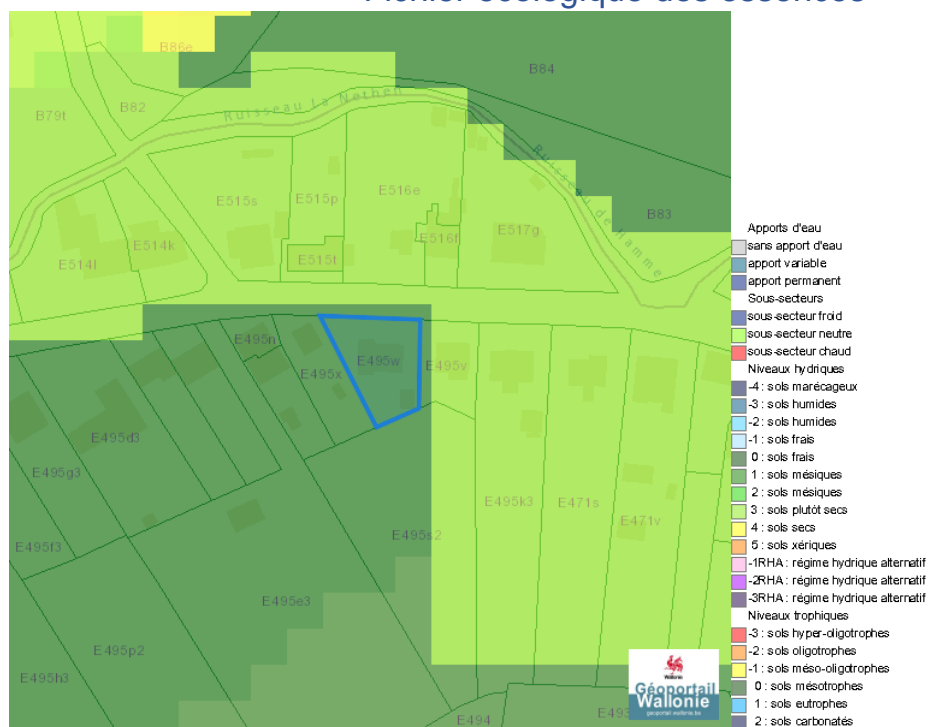 Fichier écologique des essences
B86e
B84
B79t
B82
Ruisseau La Nethen
Ruisseau de Hamme
E515s
E515p
E516e
B83
E514l
E514k
E515t
E516f
E517g
E495n
E495w
E495v
E495x
E495d3
E495g3
E495k3
E471s
E471v
E495f3
E495s2
E495e3
E495p2
E495h3
E494
E493
Wallonie
Géoportail
Wallonie
geoportail.wallonie.be
Apports d'eau
sans apport d'eau
apport variable
apport permanent
Sous-secteurs
sous-secteur froid
sous-secteur neutre
sous-secteur chaud
Niveaux hydriques
-4 : sols marécageux
-3 : sols humides
-2 : sols humides
-1 : sols frais
0 : sols frais
1 : sols mésiques
2 : sols mésiques
3 : sols plutôt secs
4 : sols secs
5 : sols xériques
-1RHA : régime hydrique alternatif
-2RHA : régime hydrique alternatif
-3RHA : régime hydrique alternatif
Niveaux trophiques
-3 : sols hyper-oligotrophes
-2 : sols oligotrophes
-1 : sols méso-oligotrophes
0 : sols mésotrophes
1 : sols eutrophes
2 : sols carbonatés